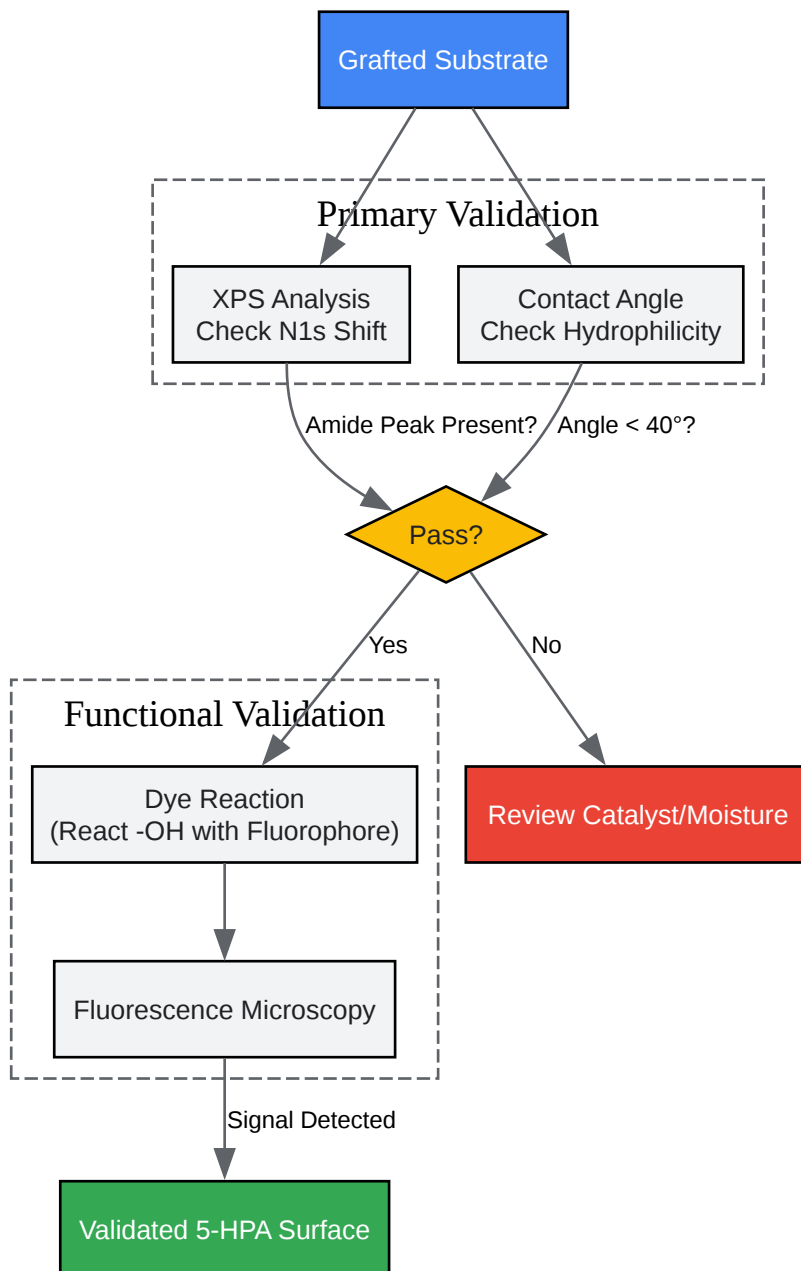 Grafted Substrate
Primary Validation
XPS Analysis
Check N1s Shift
Contact Angle
Check Hydrophilicity
Amide Peak Present?
Angle < 40°?
Pass?
Yes
No
Functional Validation
Dye Reaction
(React -OH with Fluorophore)
Review Catalyst/Moisture
Fluorescence Microscopy
Signal Detected
Validated 5-HPA Surface